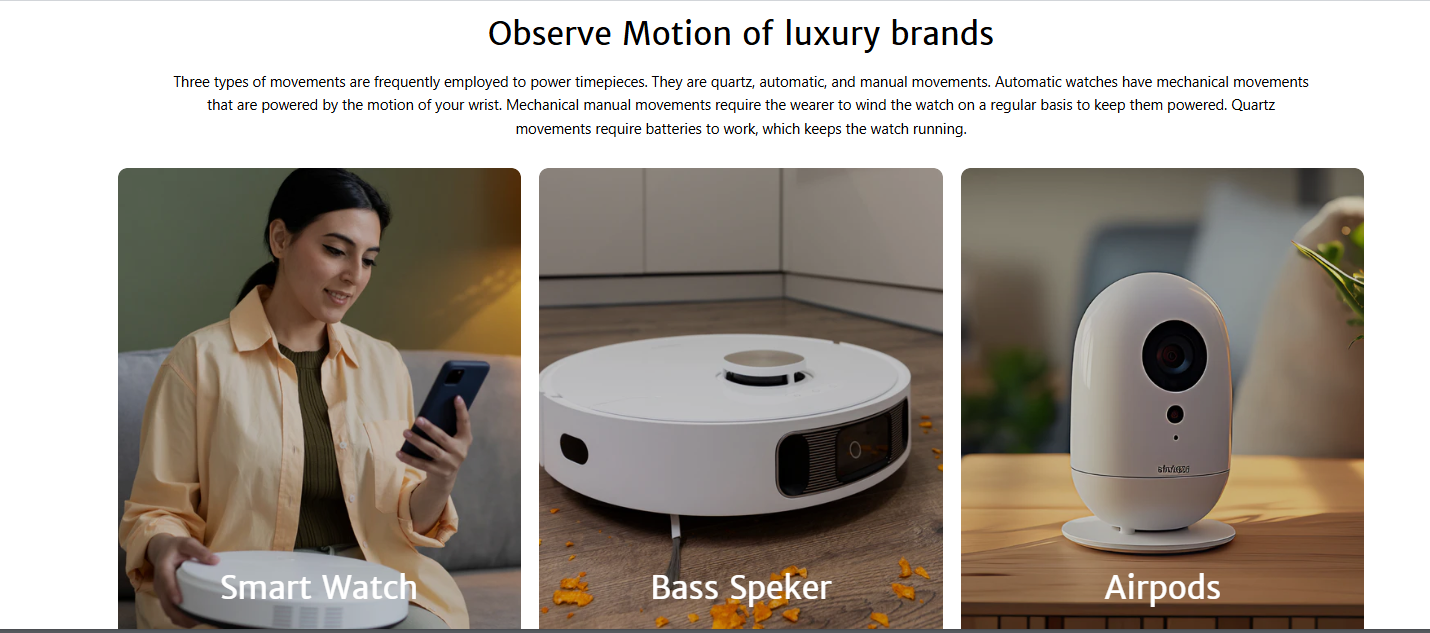 Observe Motion of luxury brands
Three types of movements are frequently employed to power timepieces. They are quartz, automatic, and manual movements. Automatic watches have mechanical movements
that are powered by the motion of your wrist. Mechanical manual movements require the wearer to wind the watch on a regular basis to keep them powered. Quartz
movements require batteries to work, which keeps the watch running.
Smart Watch
Bass Speker
Airpods